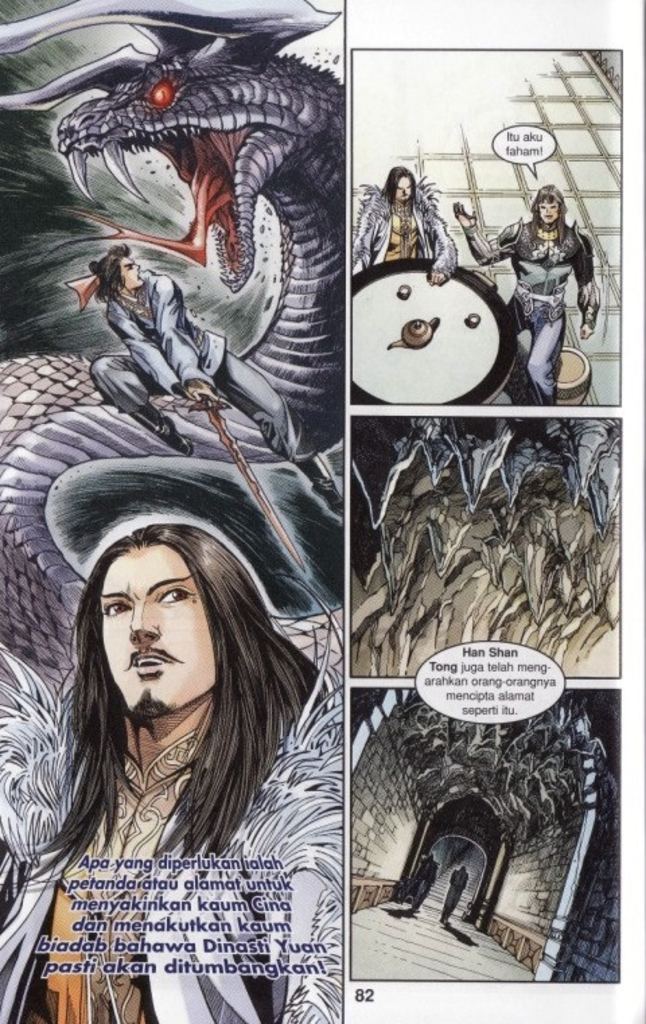 Apa yang diperlukan ialah
petanda atau alamat untuk
menyakinkan kaum Cina
dan menakutkan kaum
biadab bahawa Dinasti Yuan
pasti akan ditumbangkan!
Itu aku
faham!
Han Shan
Tong juga telah meng-
arahkan orang-orangnya
mencipta alamat
seperti itu.
82